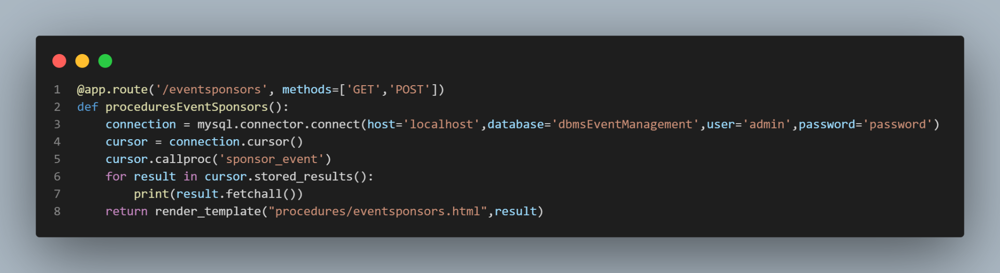 1 @app.route('/eventsponsors', methods=['GET','POST'])
2 def proceduresEventSponsors():
3     connection = mysql.connector.connect(host='localhost',database='dbmsEventManagement',user='admin',password='password')
4     cursor = connection.cursor()
5     cursor.callproc('sponsor_event')
6     for result in cursor.stored_results():
7         print(result.fetchall())
8     return render_template("procedures/eventsponsors.html",result)